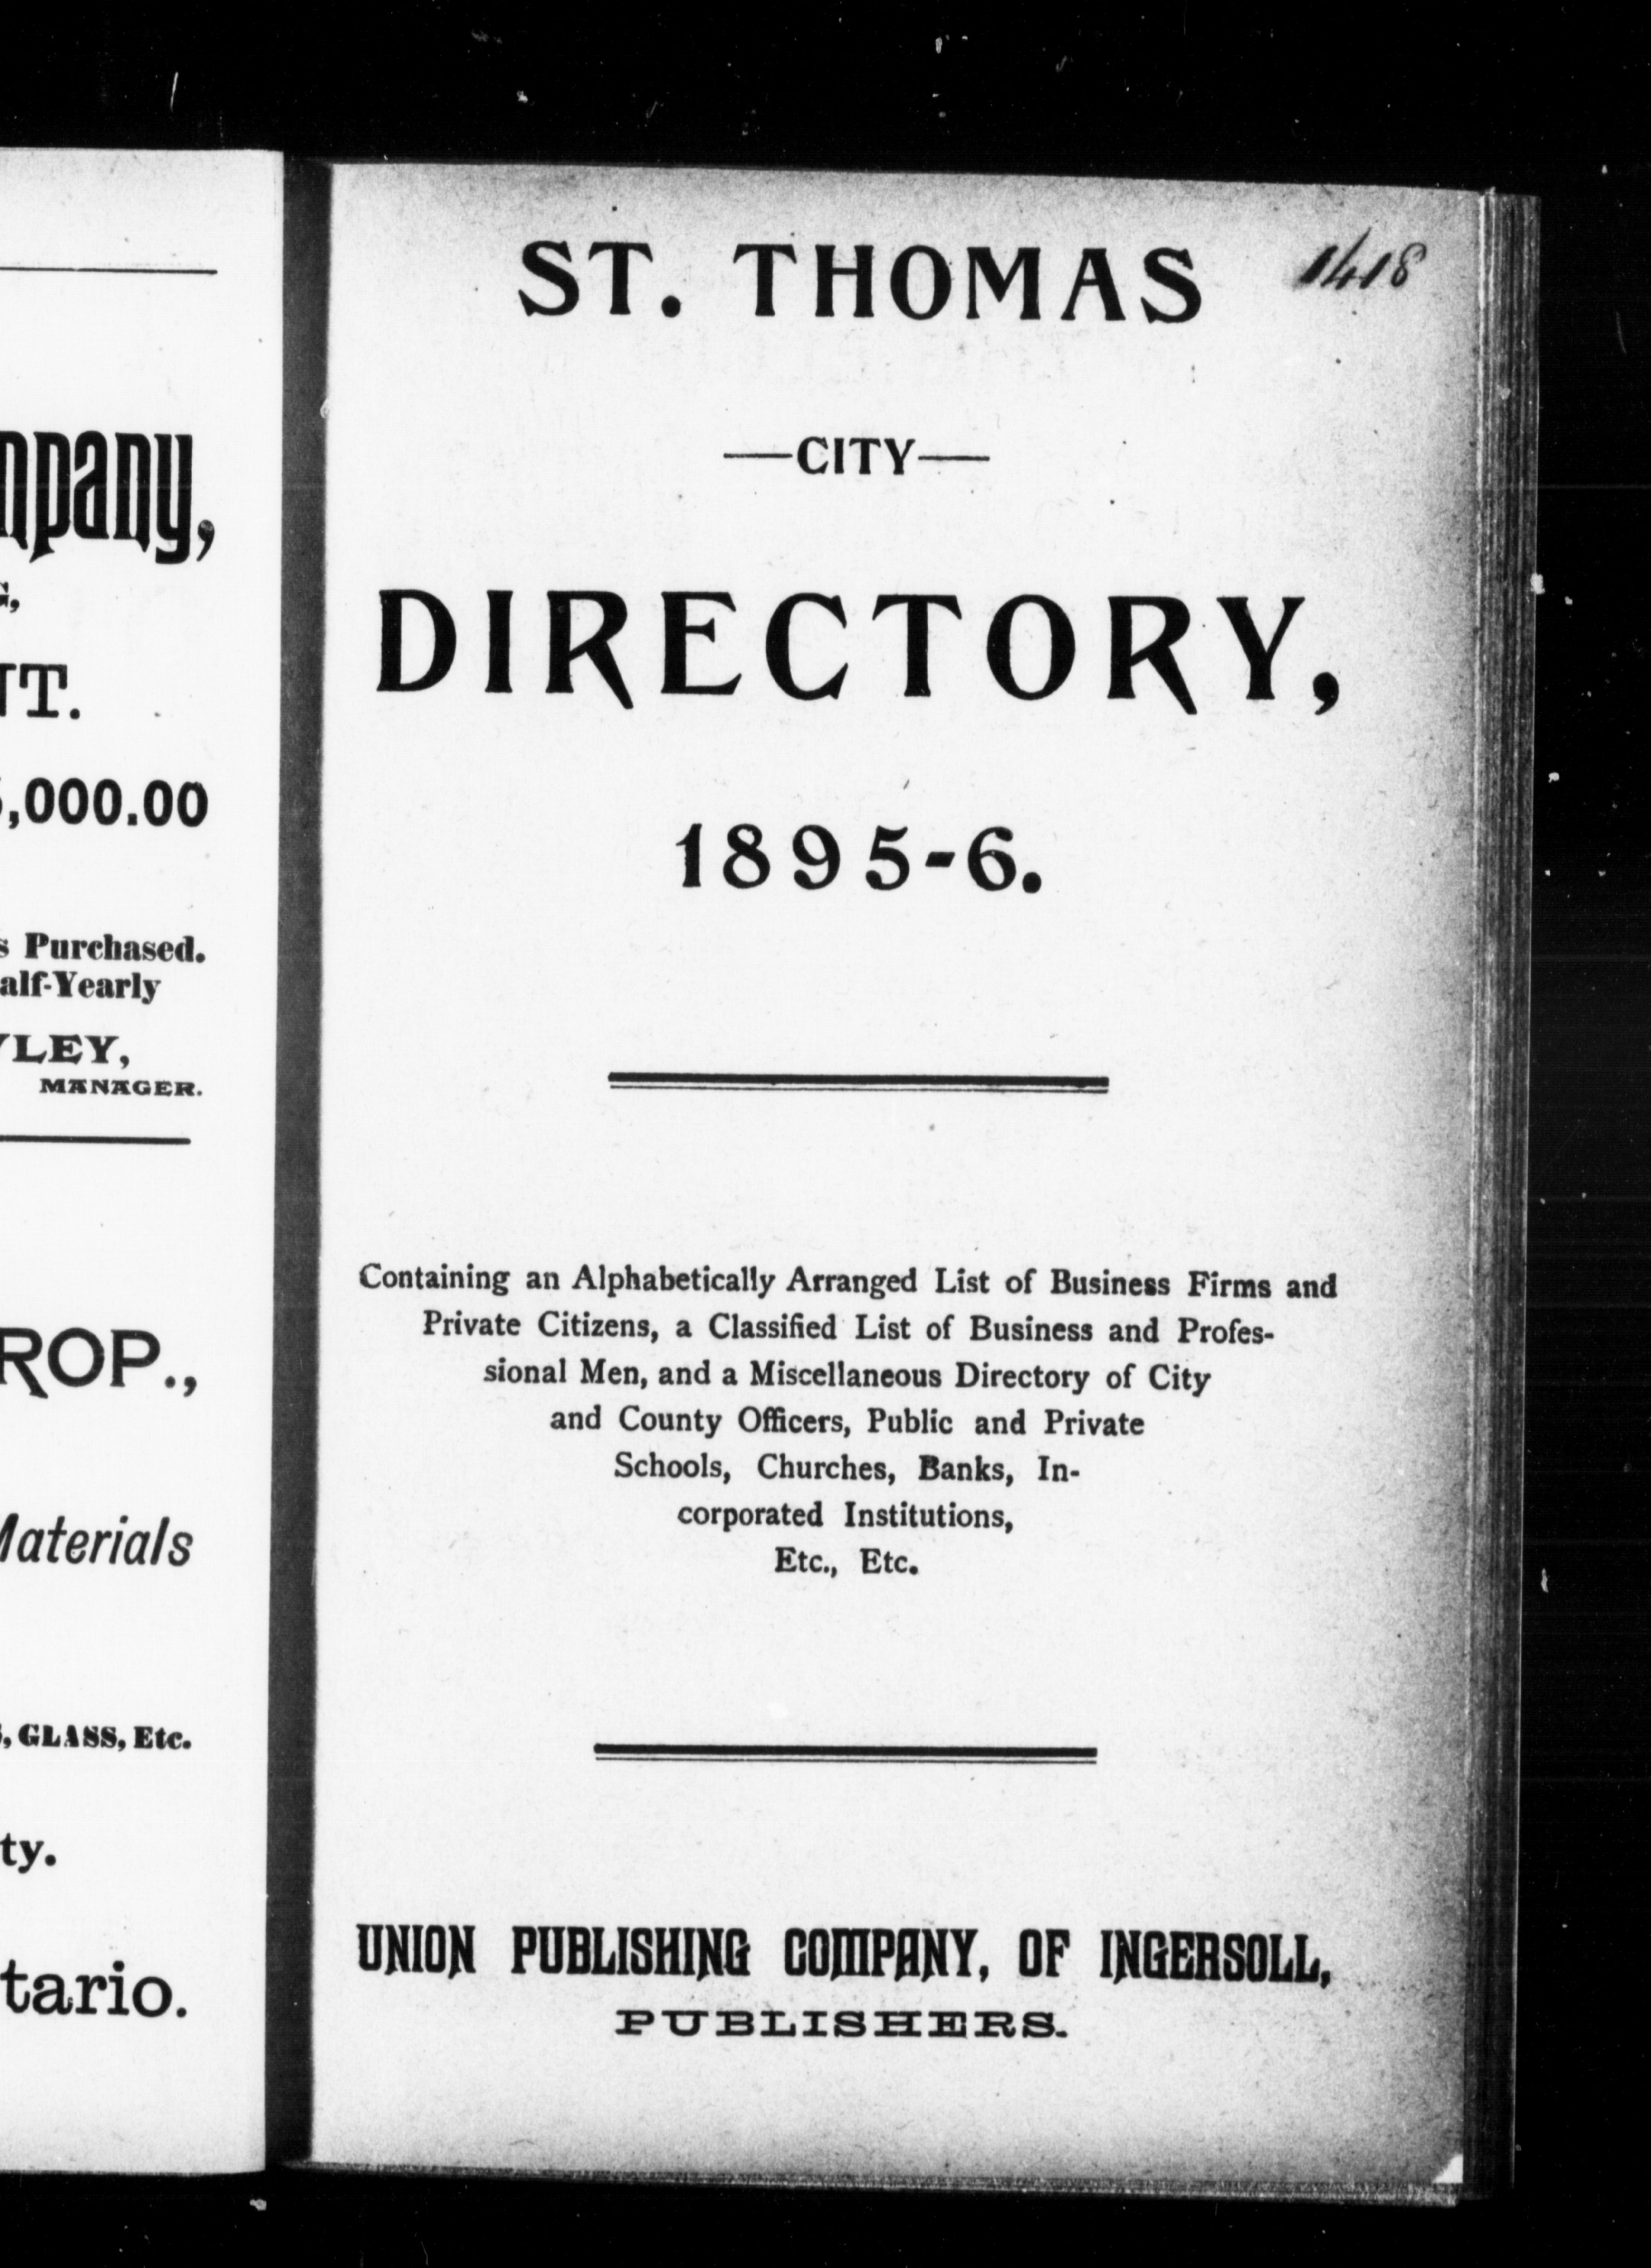 mpany,
G,
NT.
5,000.00
s Purchased.
alf-Yearly
LEY,
MANAGER.
ROP.,
Materials
, GLASS, Etc.
ty.
tario.
1418
ST. THOMAS
—CITY—
DIRECTORY,
1895-6.
Containing an Alphabetically Arranged List of Business Firms and
Private Citizens, a Classified List of Business and Profes-
sional Men, and a Miscellaneous Directory of City
and County Officers, Public and Private
Schools, Churches, Banks, In-
corporated Institutions,
Etc., Etc.
UNION PUBLISHING COMPANY, OF INGERSOLL,
PUBLISHERS.